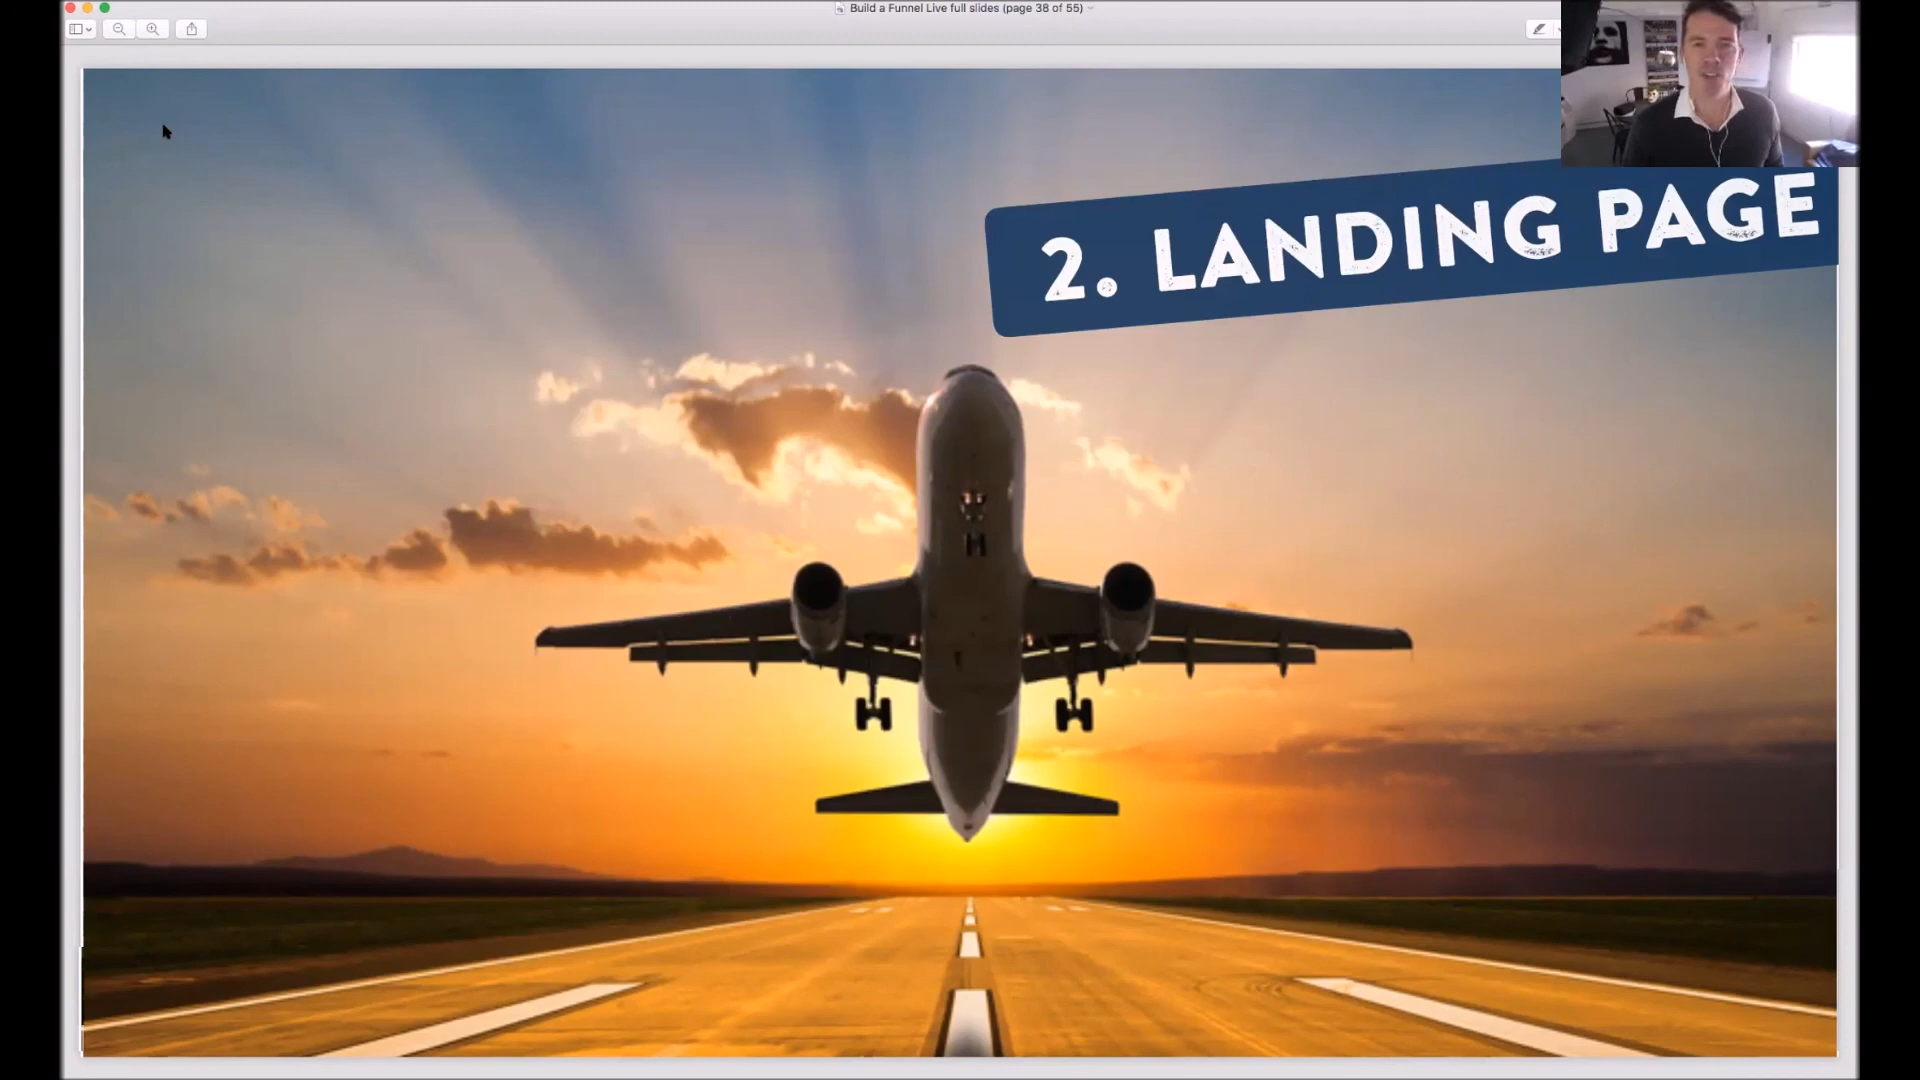 Build a Funnel Live full slides (page 38 of 55)
2. LANDING PAGE